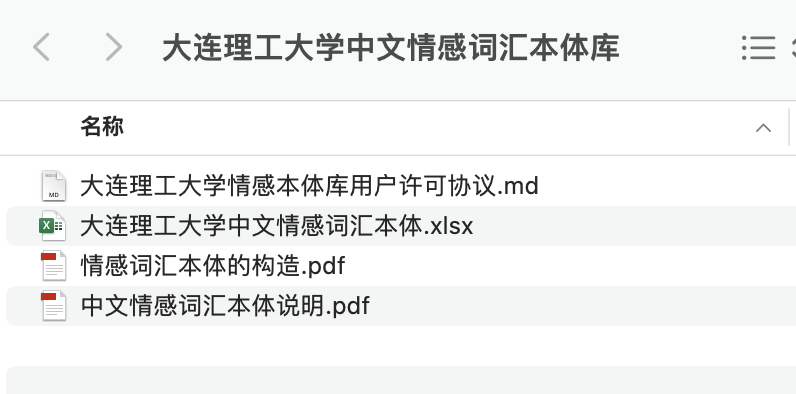 大连理工大学中文情感词汇本体库
名称
大连理工大学情感本体库用户许可协议.md
大连理工大学中文情感词汇本体.xlsx
情感词汇本体的构造.pdf
中文情感词汇本体说明.pdf